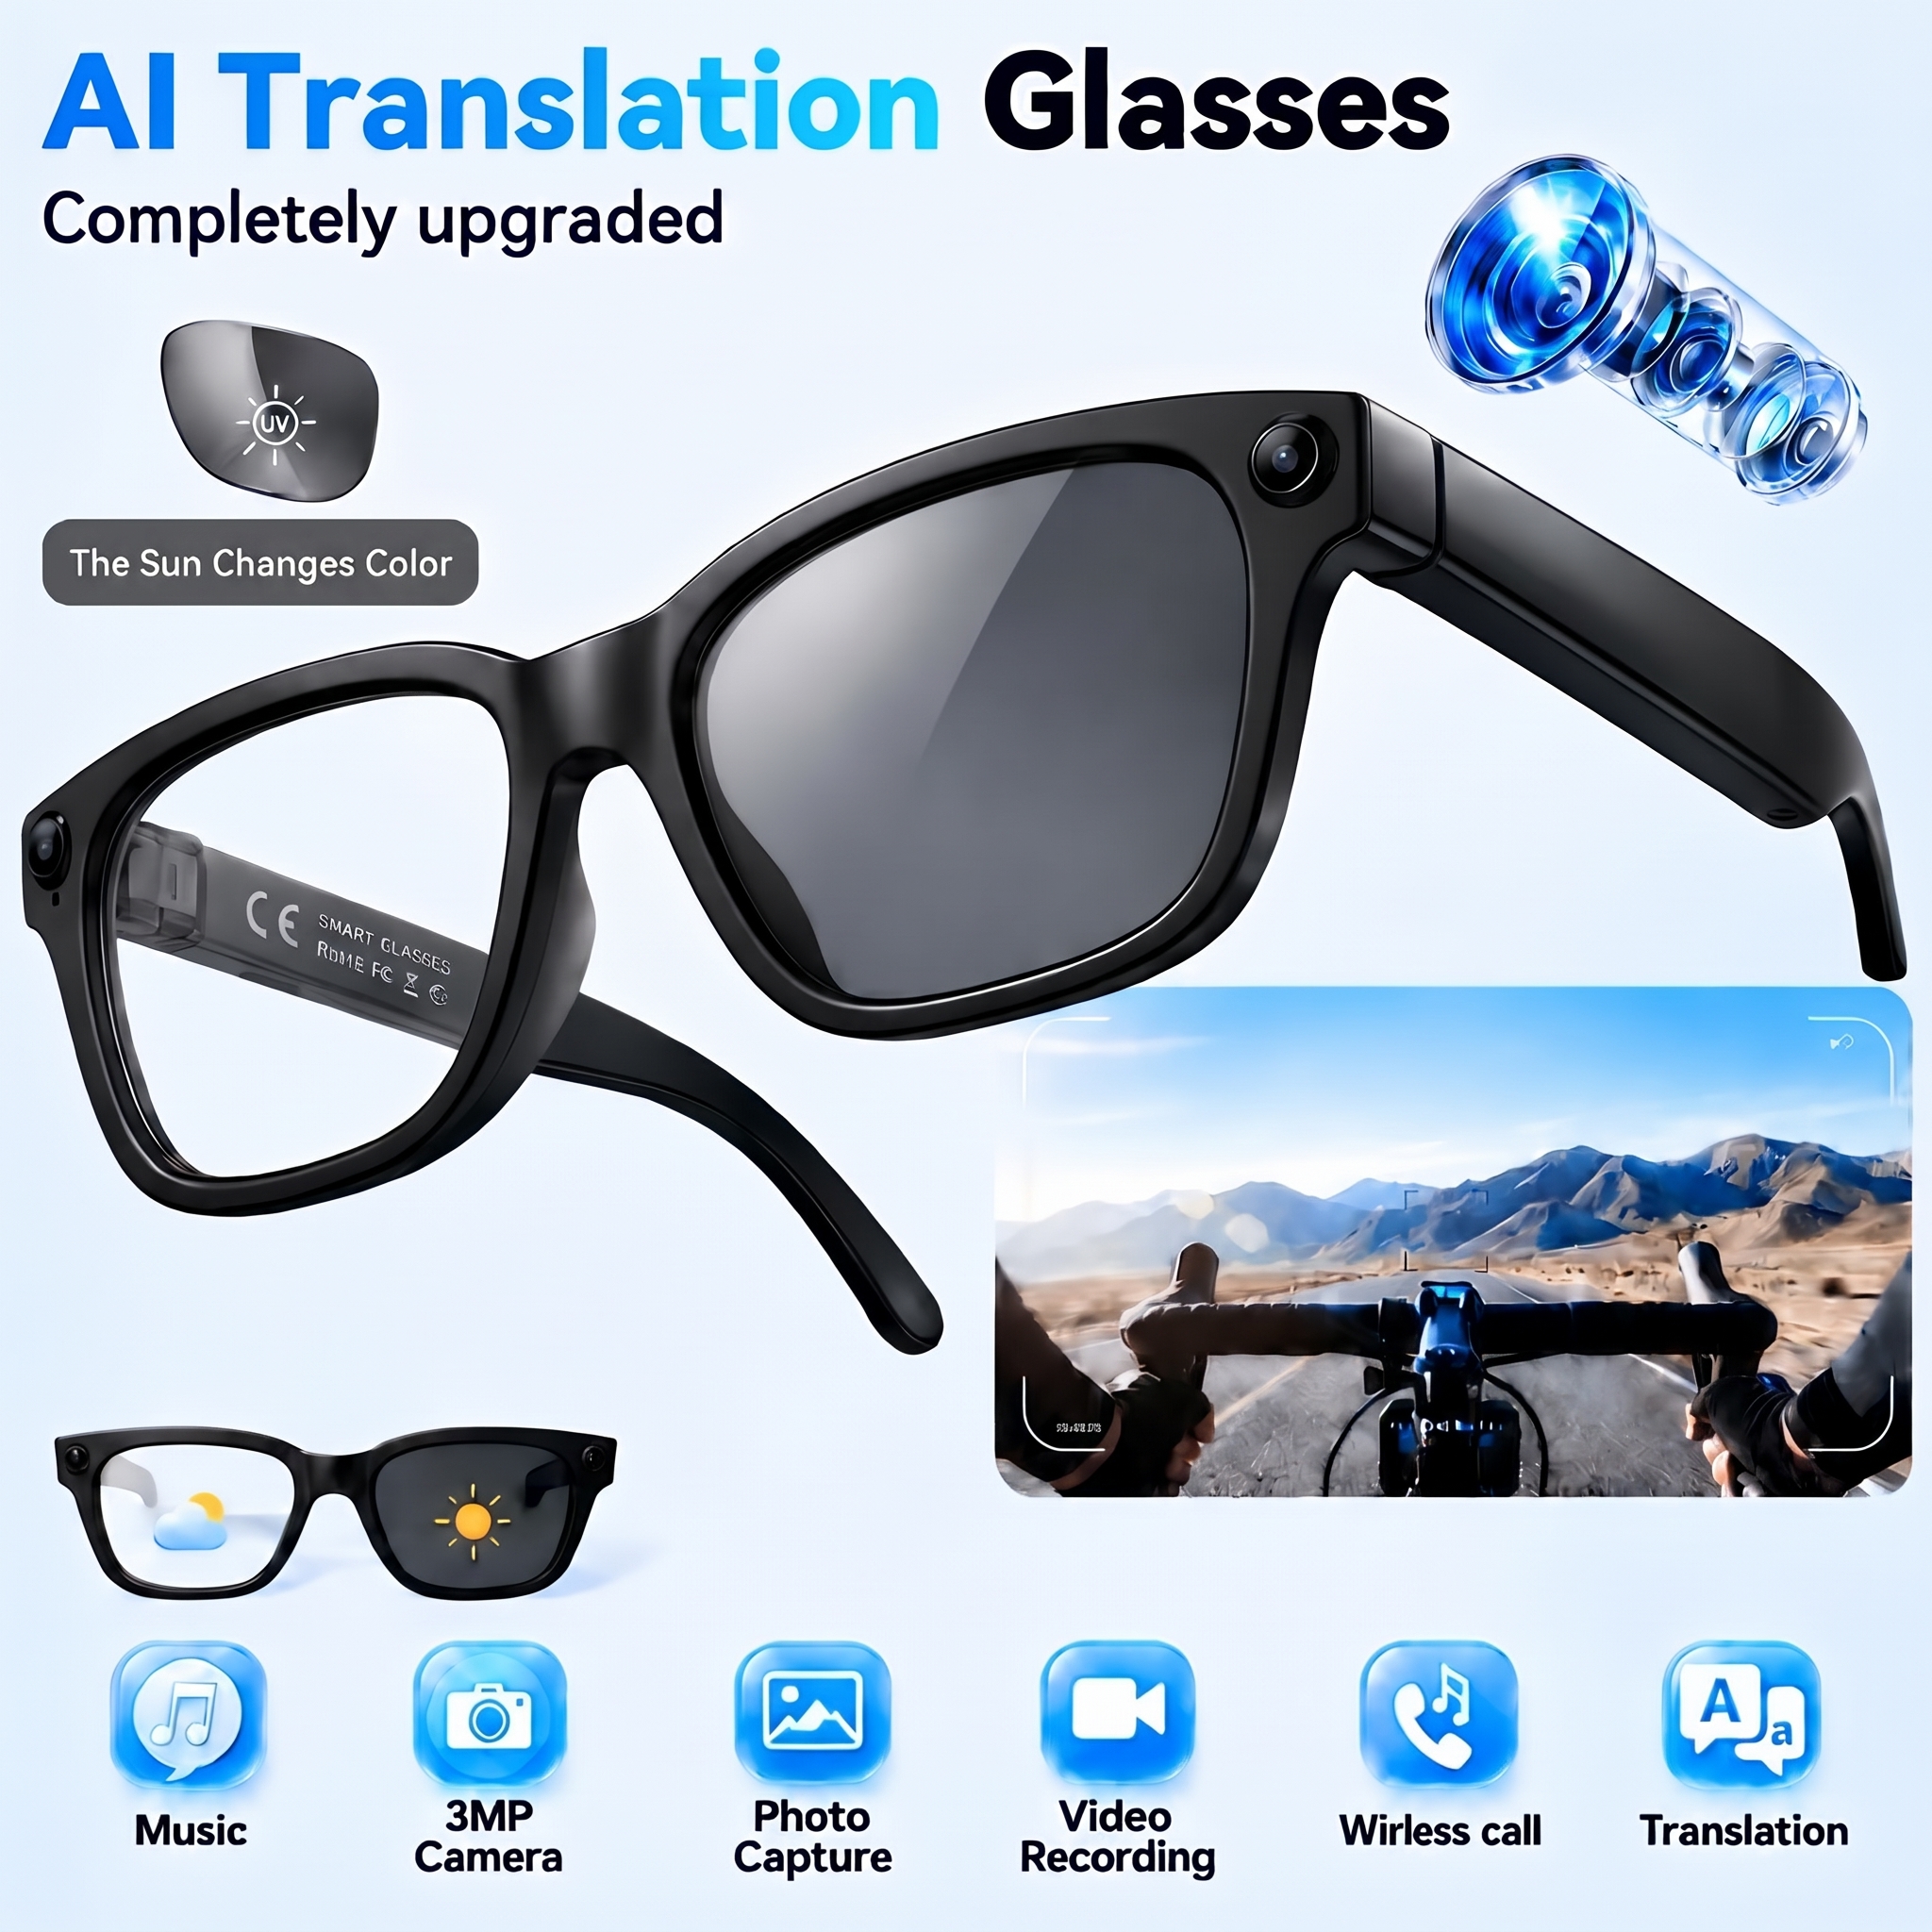 AI Translation Glasses
Completely upgraded
UV
The Sun Changes Color
CE
SMART GLASSES
FC
Music
3MP
Camera
Photo
Capture
Video
Recording
Wirless call
A
a
Translation